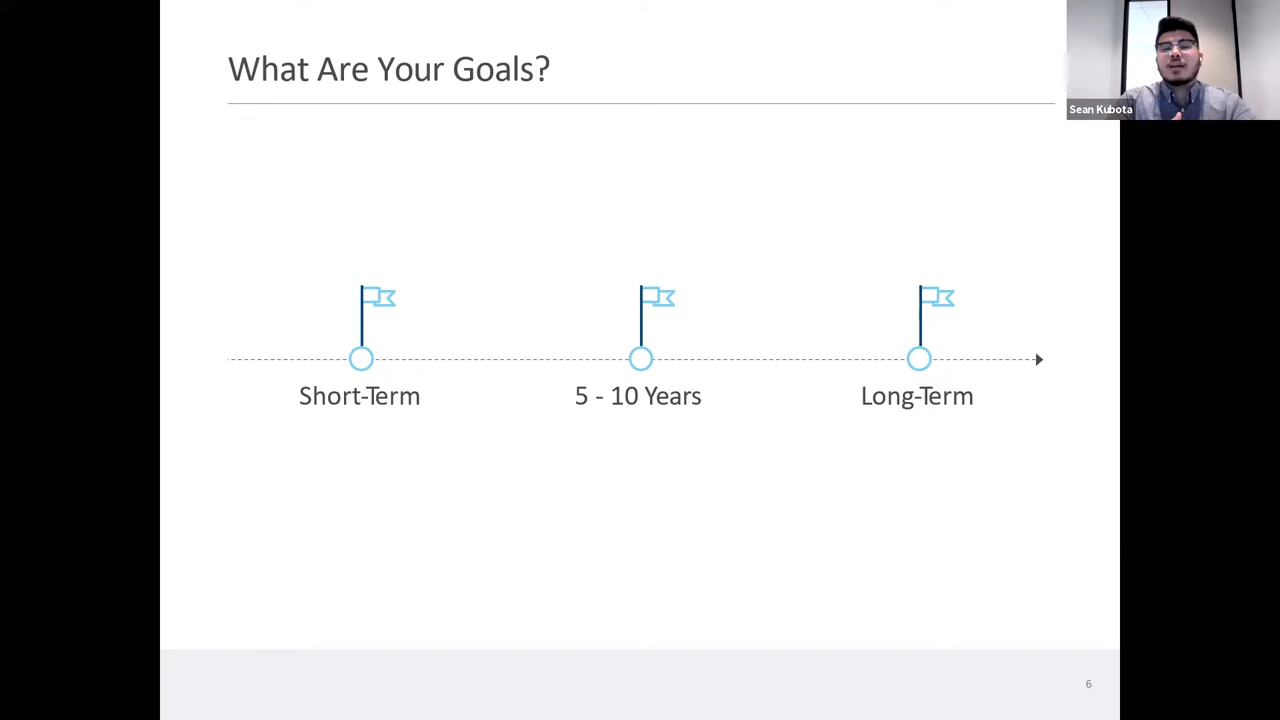 What Are Your Goals?
Sean Kubota
Short-Term
5 - 10 Years
Long-Term
6